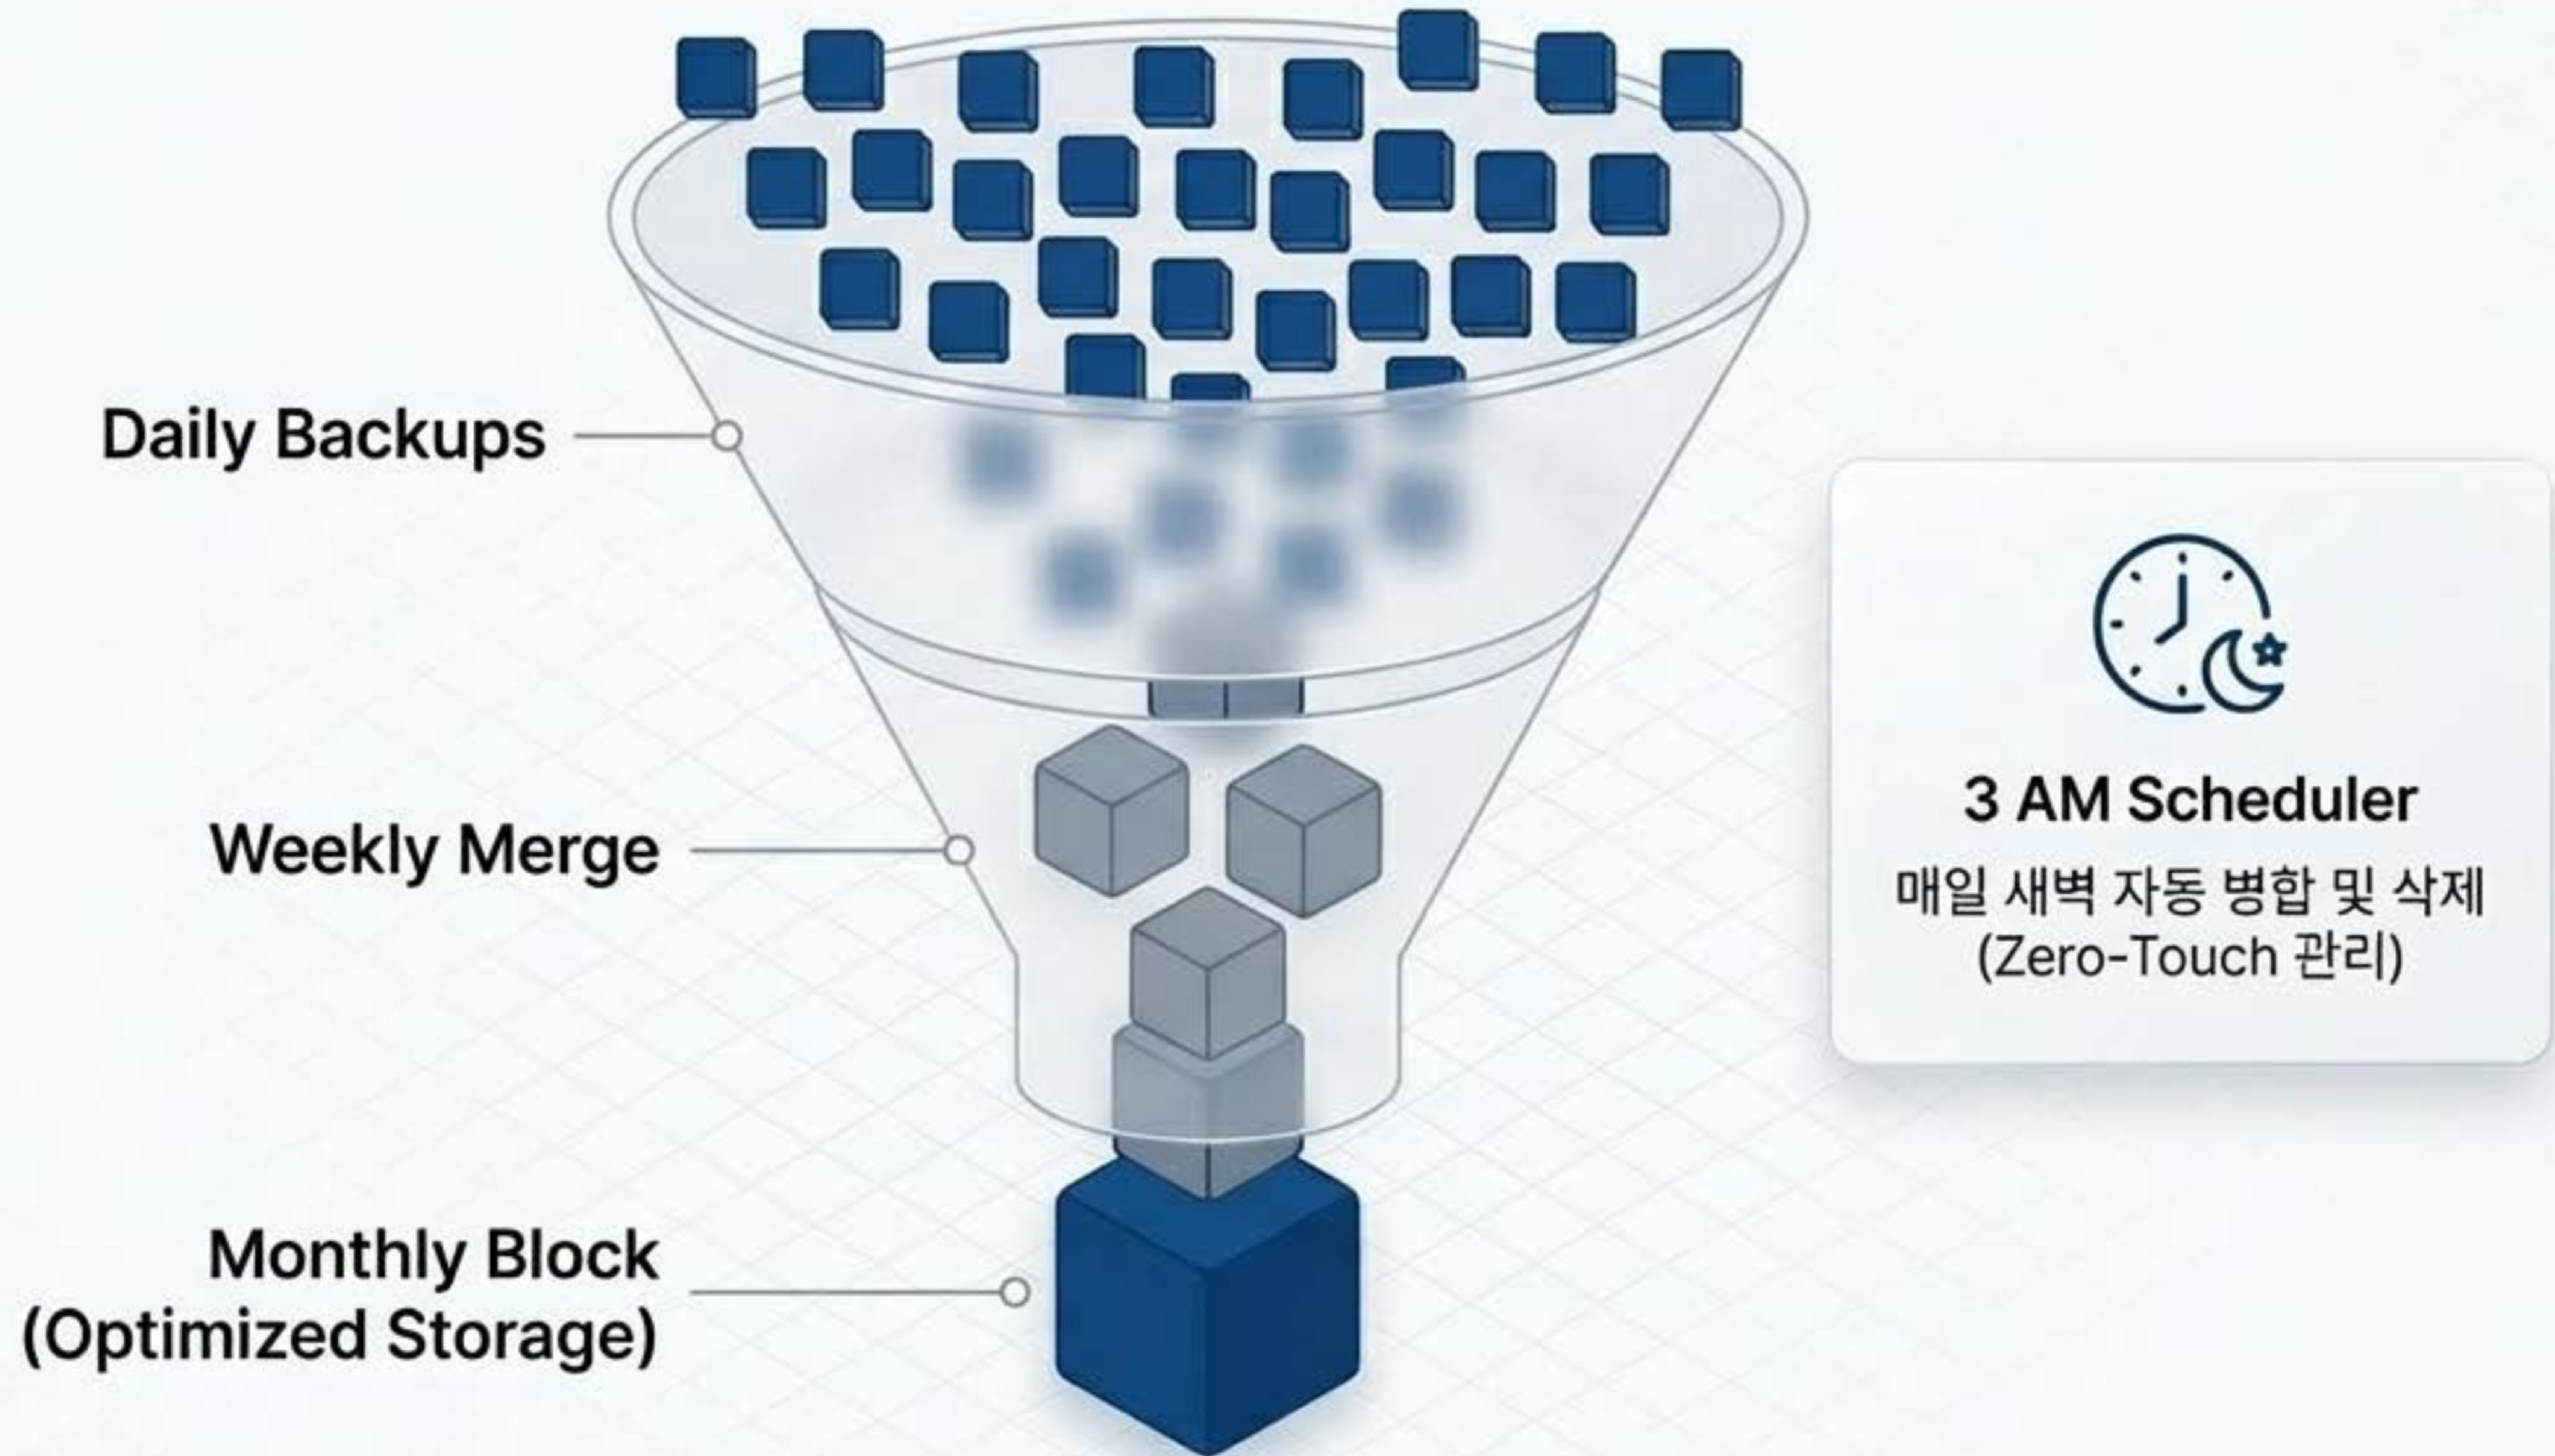 Daily Backups
Weekly Merge
Monthly Block
(Optimized Storage)
3 AM Scheduler
매일 새벽 자동 병합 및 삭제
(Zero-Touch 관리)